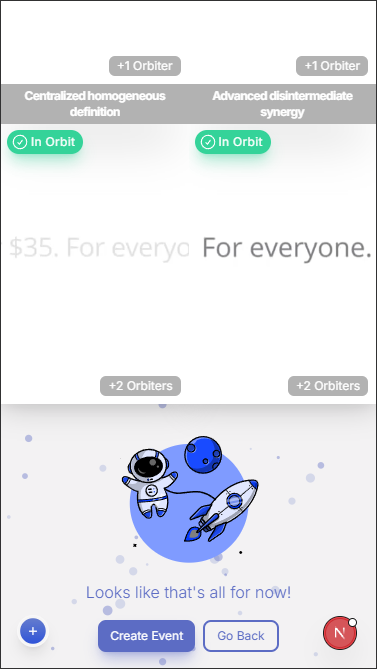 +1 Orbiter
+1 Orbiter
Centralized homogeneous
definition
Advanced disintermediate
synergy
In Orbit
In Orbit
$35. For everyo
For everyone.
+2 Orbiters
+2 Orbiters
Looks like that's all for now!
+
Create Event
Go Back
N